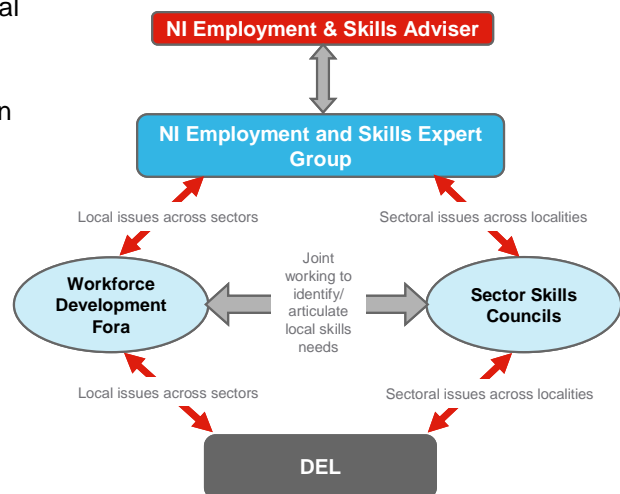 al
NI Employment & Skills Adviser
n
NI Employment and Skills Expert
Group
Local issues across sectors
Sectoral issues across localities
Joint
working to
identify/
articulate
local skills
needs
Workforce
Development
Fora
Sector Skills
Councils
Local issues across sectors
Sectoral issues across localities
DEL